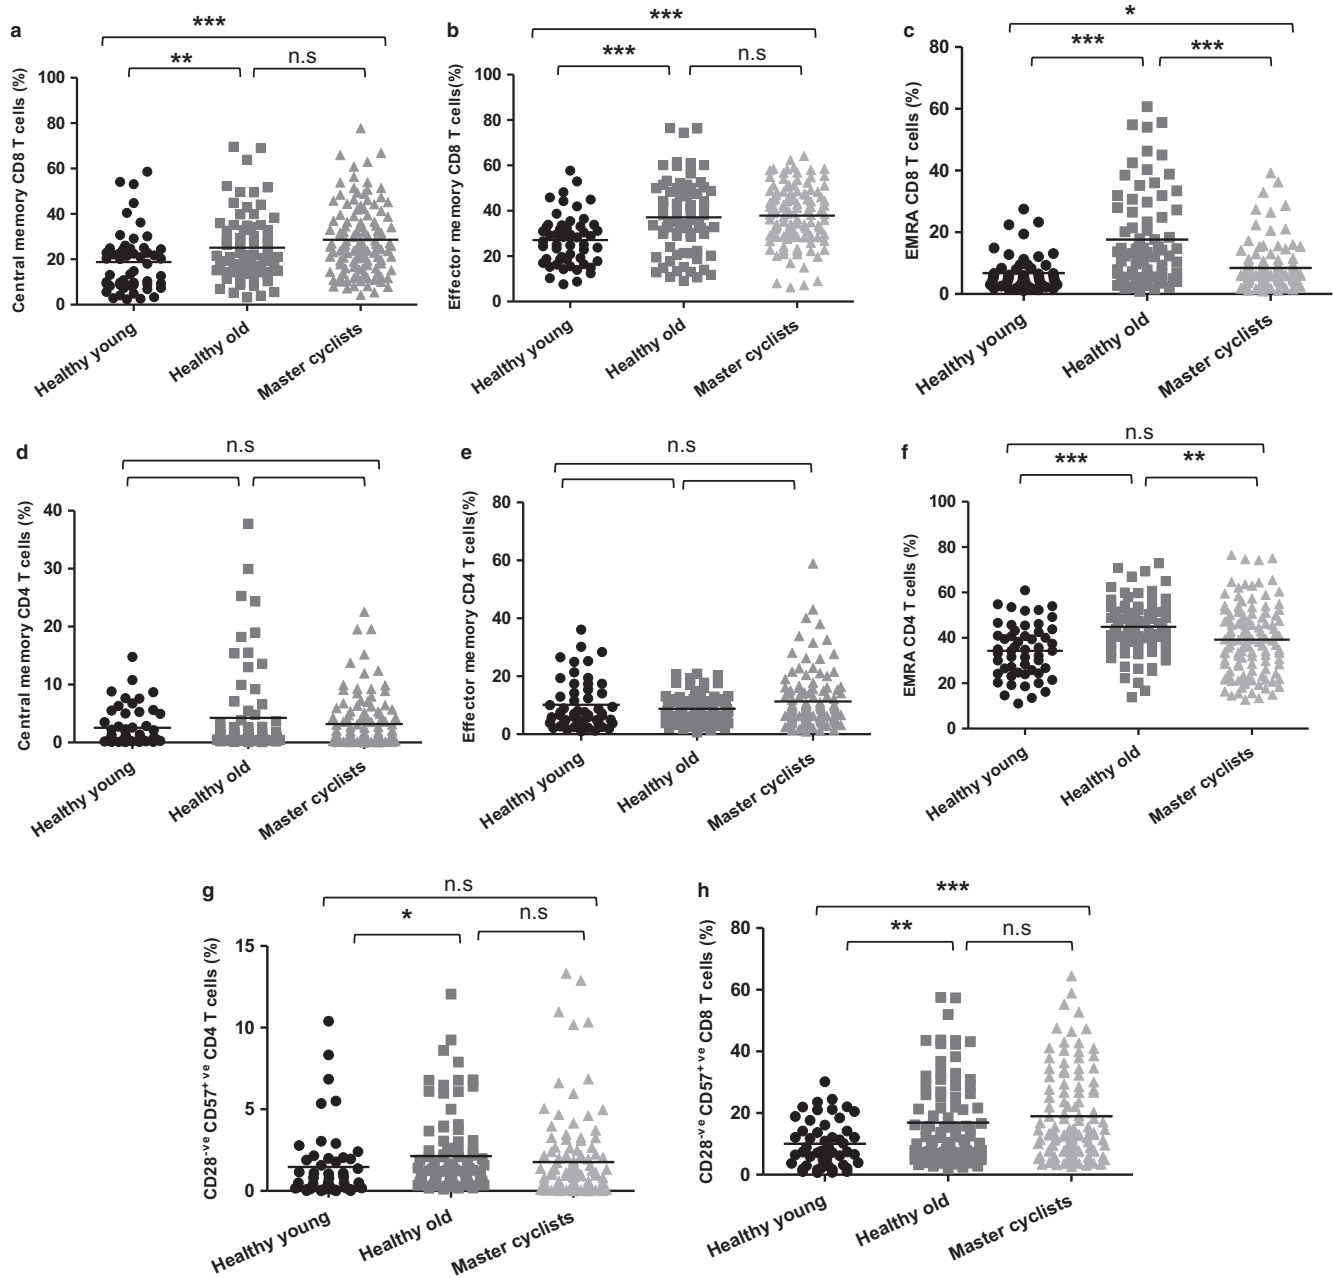 a
***
**
n.s
Central memory CD8 T cells (%)
100
80
60
40
20
0
Healthy young
Healthy old
Master cyclists
b
***
***
n.s
Effector memory CD8 T cells(%)
100
80
60
40
20
0
Healthy young
Healthy old
Master cyclists
c
*
***
***
EMRA CD8 T cells (%)
80
60
40
20
0
Healthy young
Healthy old
Master cyclists
d
n.s
Central memory CD4 T cells (%)
40
30
20
10
0
Healthy young
Healthy old
Master cyclists
e
n.s
Effector memory CD4 T cells(%)
80
60
40
20
0
Healthy young
Healthy old
Master cyclists
f
n.s
***
**
EMRA CD4 T cells (%)
100
80
60
40
20
0
Healthy young
Healthy old
Master cyclists
g
n.s
*
n.s
CD28-ve CD57+ve CD4 T cells (%)
15
10
5
0
Healthy young
Healthy old
Master cyclists
h
***
**
n.s
CD28-ve CD57+ve CD8 T cells (%)
80
60
40
20
0
Healthy young
Healthy old
Master cyclists